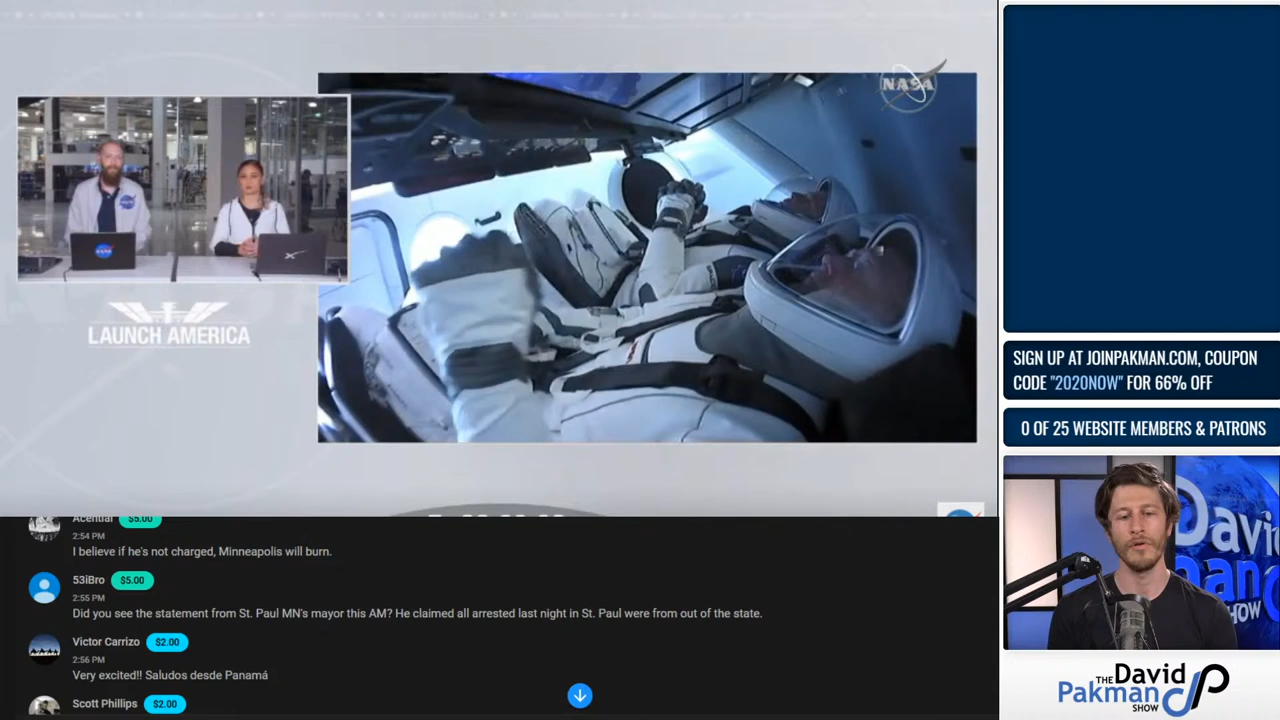 NASA
LAUNCH AMERICA
SIGN UP AT JOINPAKMAN.COM, COUPON
CODE "2020NOW" FOR 66% OFF
0 OF 25 WEBSITE MEMBERS & PATRONS
Acential $5.00
2:54 PM
I believe if he's not charged, Minneapolis will burn.
53iBro $5.00
2:55 PM
Did you see the statement from St. Paul MN's mayor this AM? He claimed all arrested last night in St. Paul were from out of the state.
Victor Carrizo $2.00
2:56 PM
Very excited!! Saludos desde Panamá
Scott Phillips $2.00
David
Pakman
SHOW
THE David
Pakman
SHOW